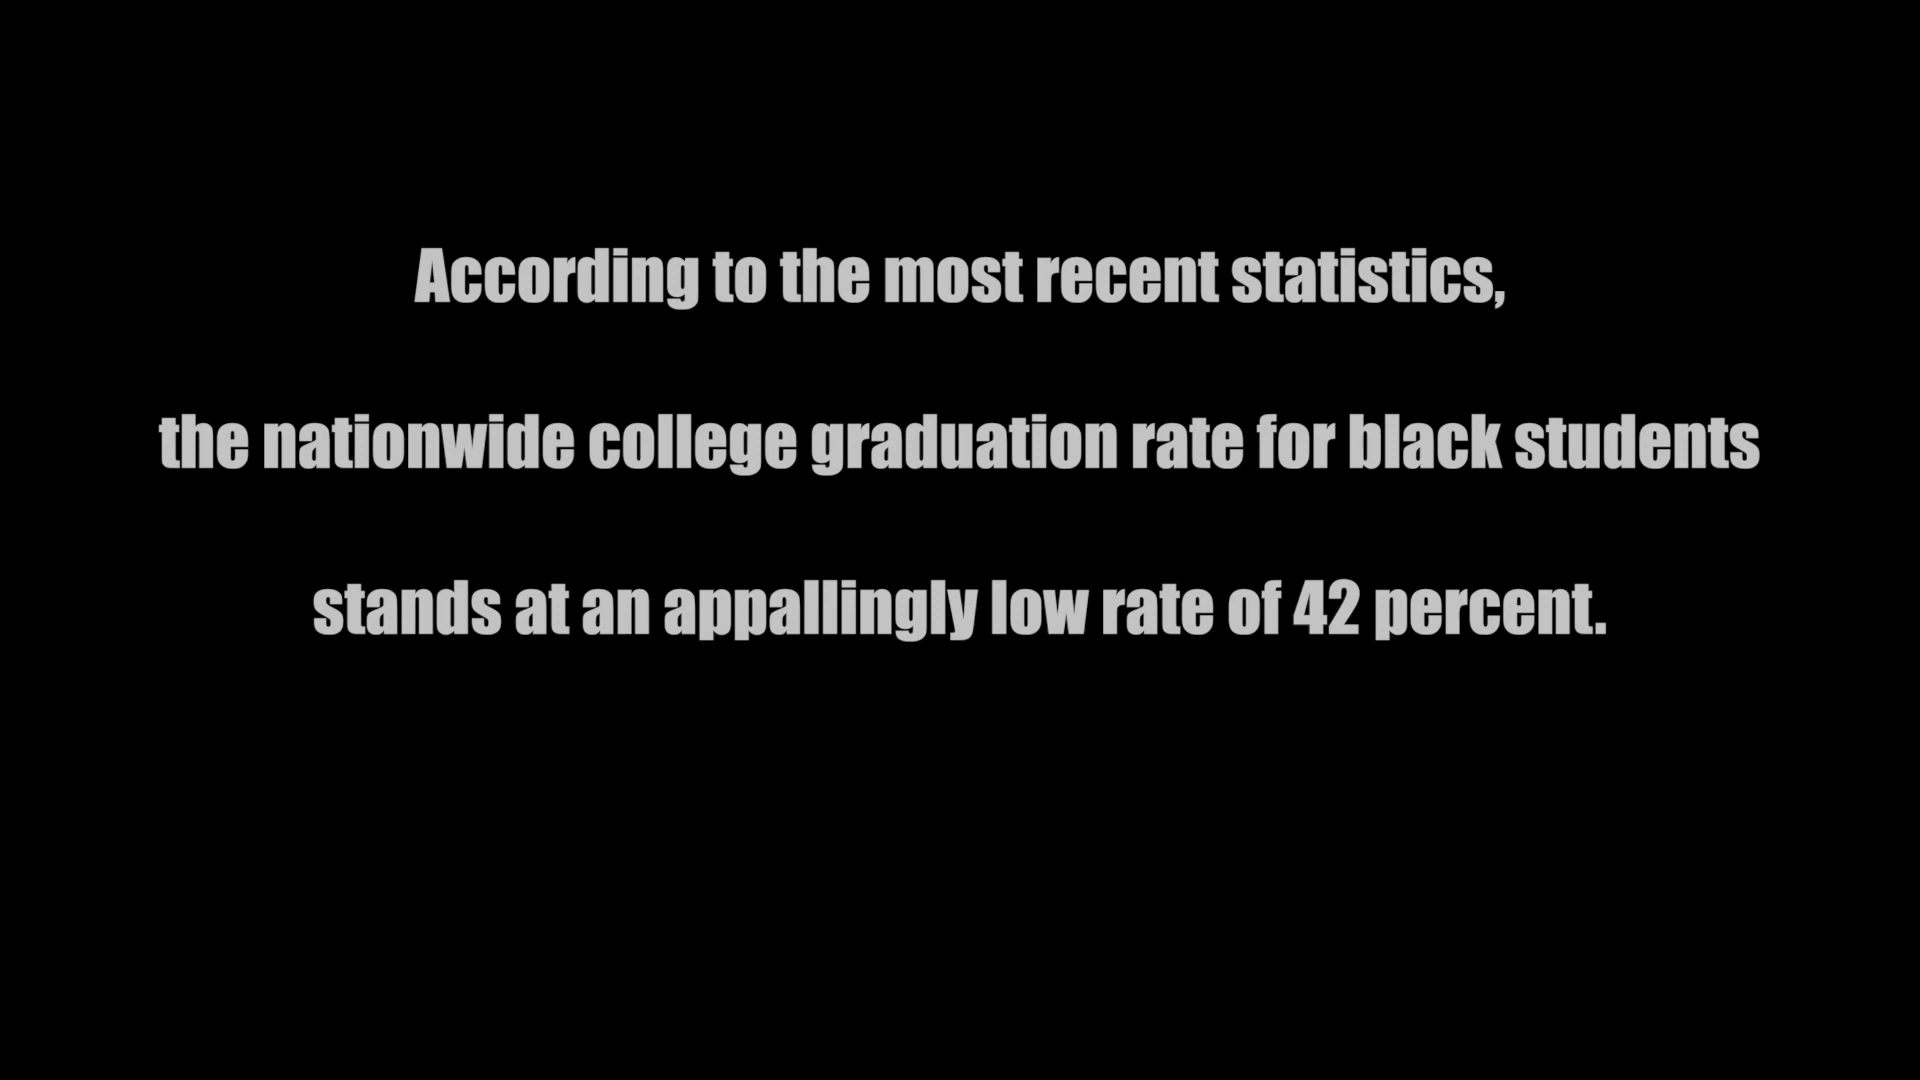 According to the most recent statistics,
the nationwide college graduation rate for black students
stands at an appallingly low rate of 42 percent.